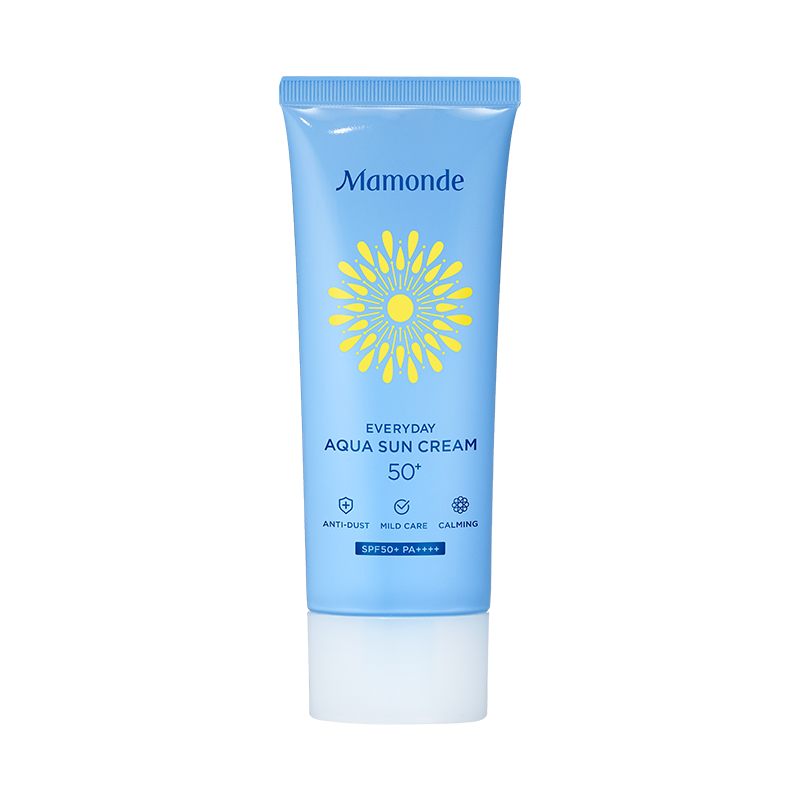 Mamonde
EVERYDAY
AQUA SUN CREAM
50+
ANTI-DUST MILD CARE CALMING
SPF50+ PA++++